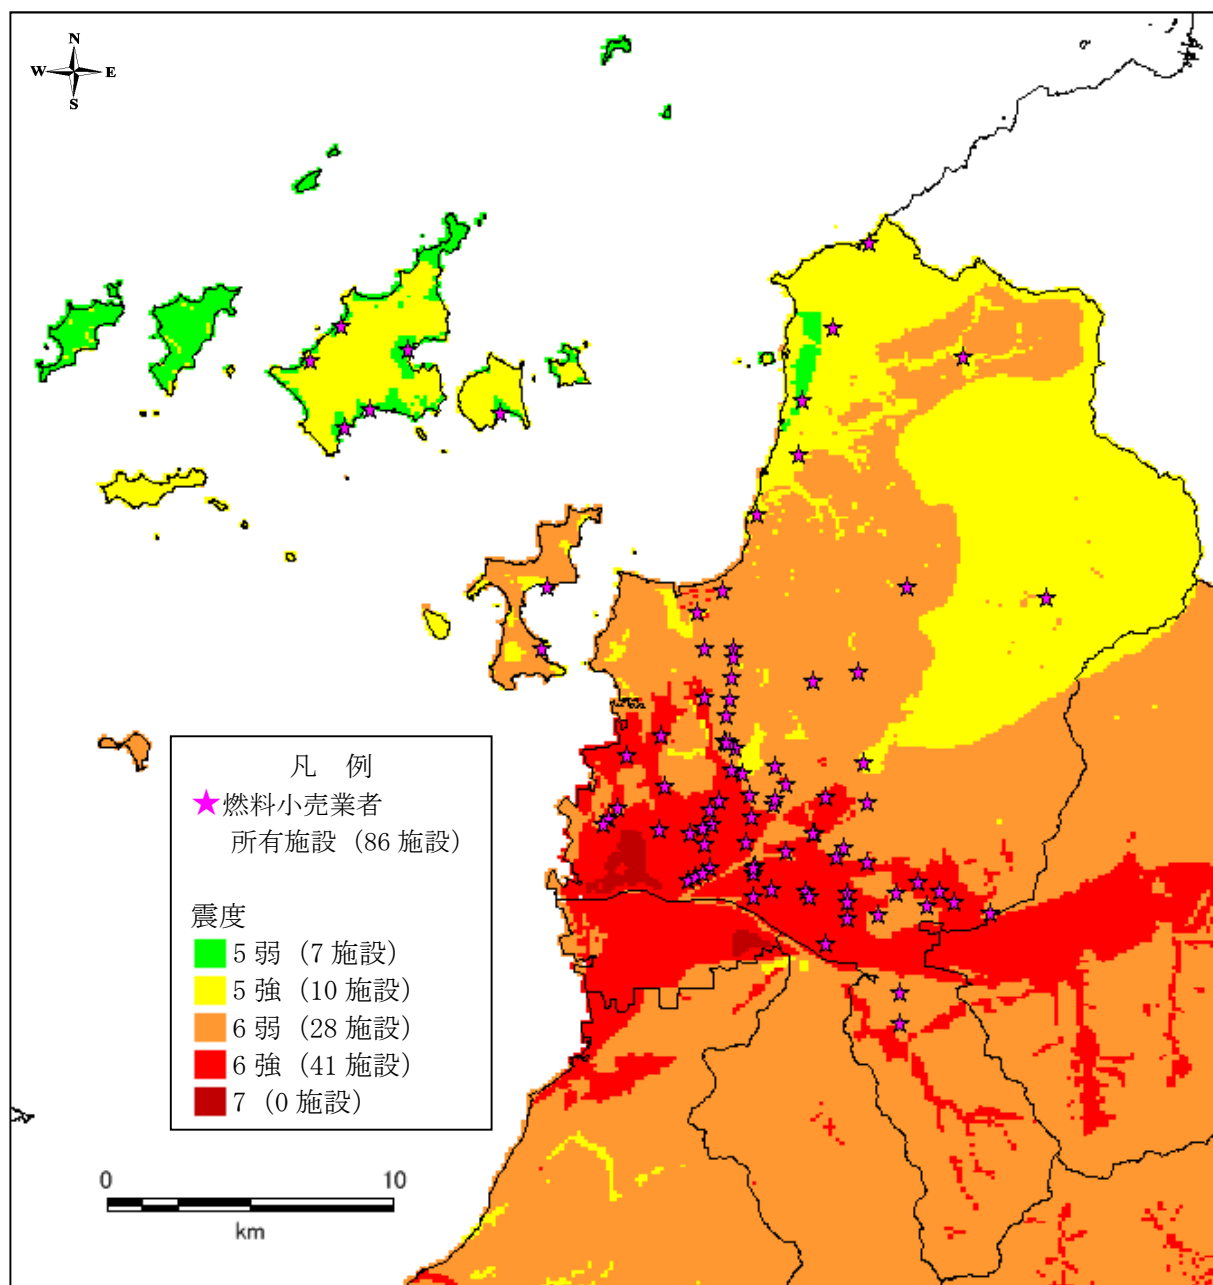 N
W E
S
凡 例
★燃料小売業者
所有施設（86 施設）
震度
5 弱（7 施設）
5 強（10 施設）
6 弱（28 施設）
6 強（41 施設）
7（0 施設）
0 10
km